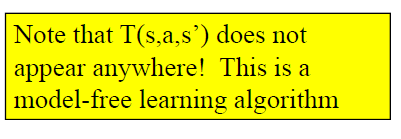 Note that T(s,a,s’) does not
appear anywhere!  This is a
model-free learning algorithm